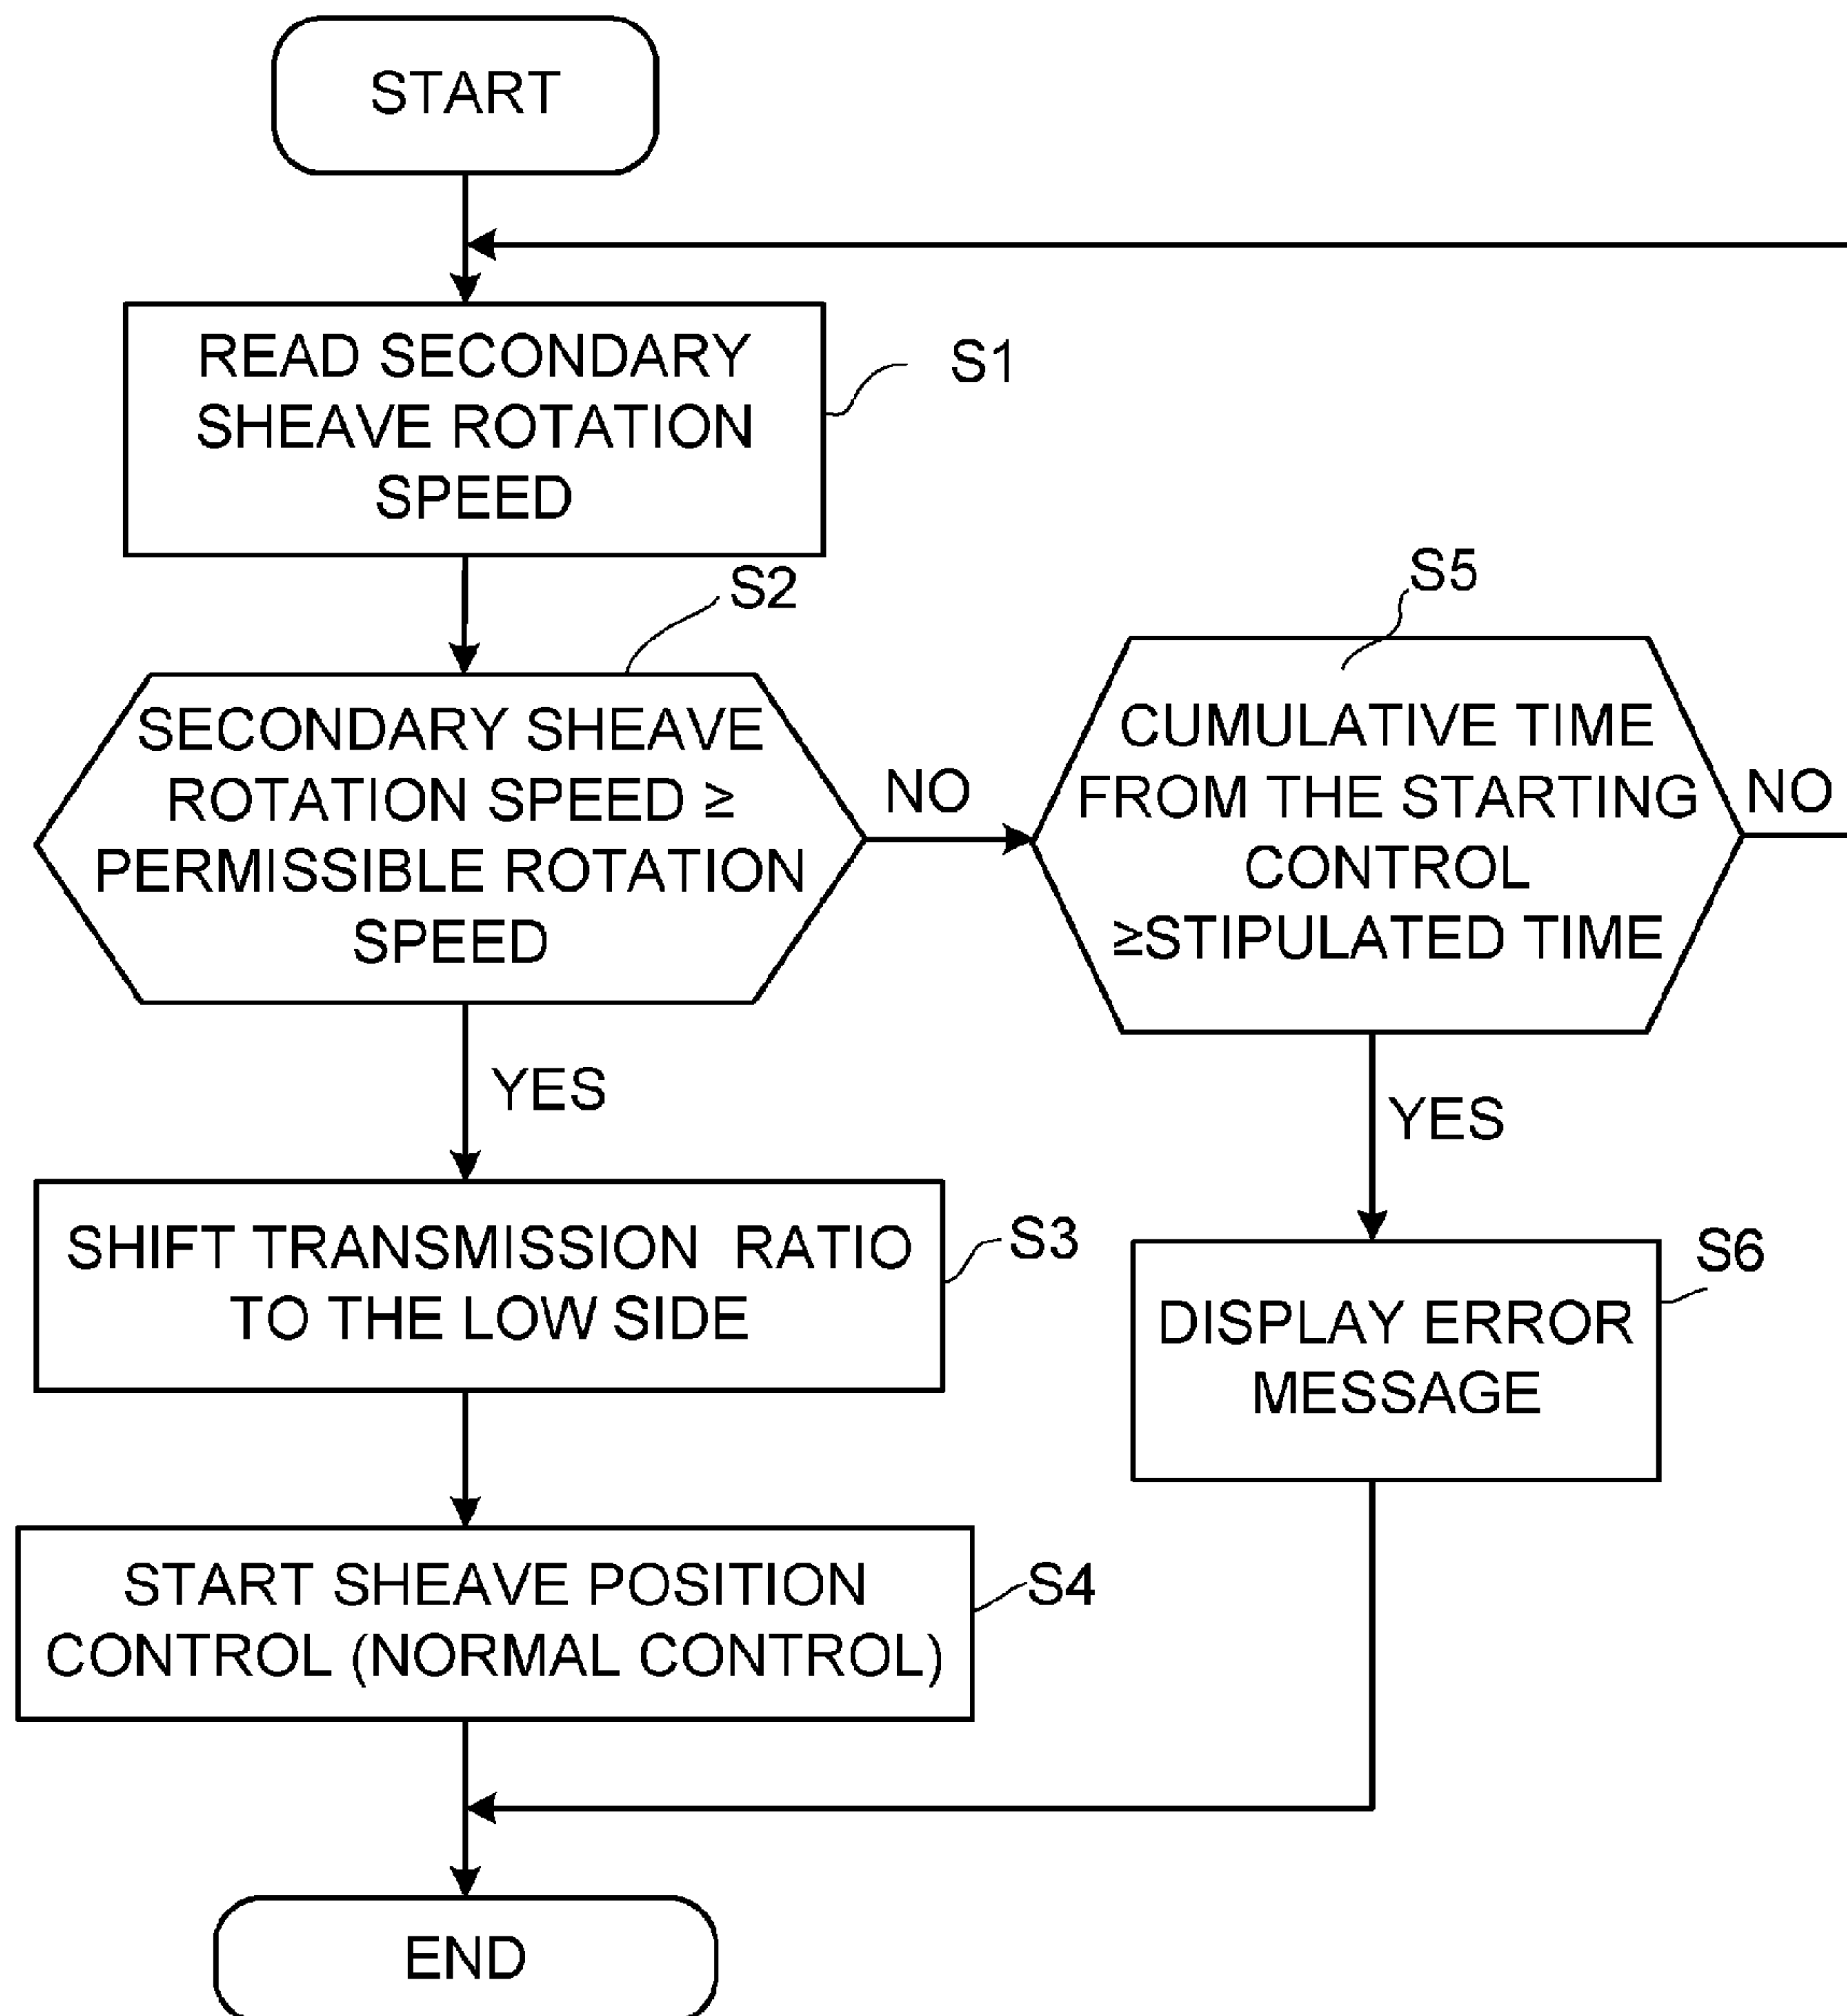 START
READ SECONDARY
SHEAVE ROTATION
SPEED
S1
S2
SECONDARY SHEAVE
ROTATION SPEED ≥
PERMISSIBLE ROTATION
SPEED
NO
S5
CUMULATIVE TIME
FROM THE STARTING
CONTROL
≥STIPULATED TIME
NO
YES
YES
SHIFT TRANSMISSION RATIO
TO THE LOW SIDE
S3
S6
DISPLAY ERROR
MESSAGE
START SHEAVE POSITION
CONTROL (NORMAL CONTROL)
S4
END